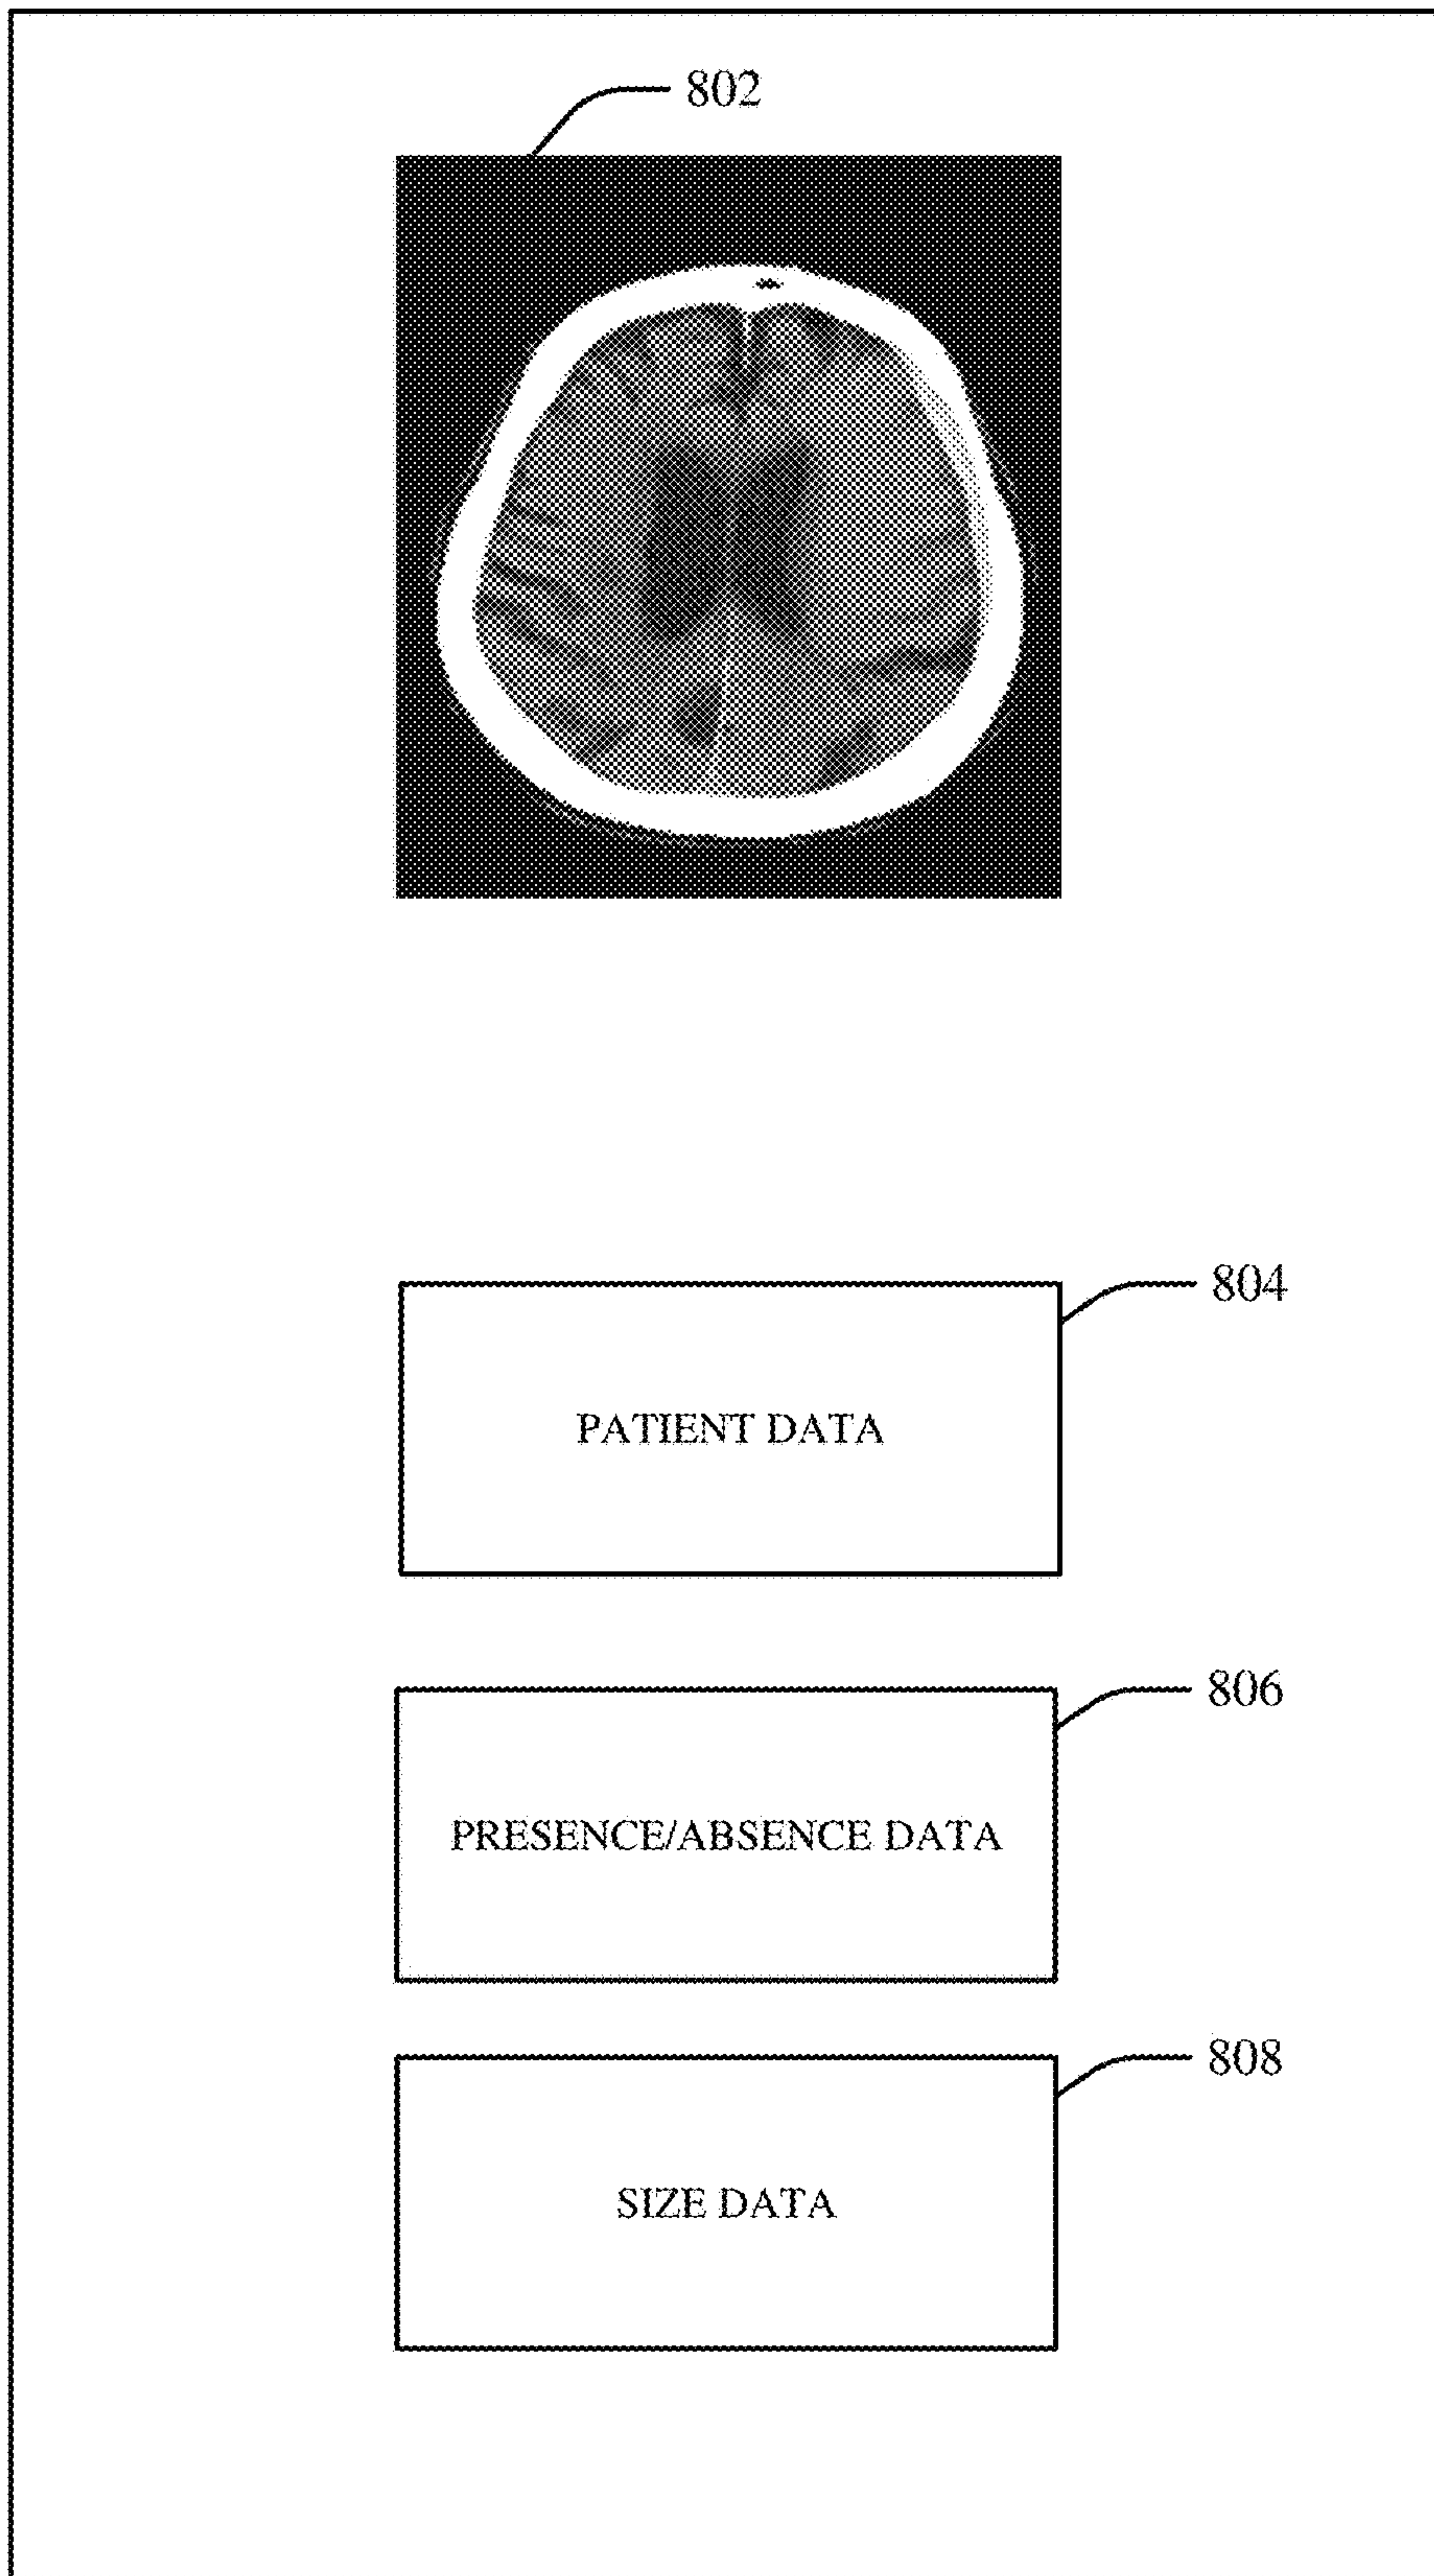 802
804
PATIENT DATA
806
PRESENCE/ABSENCE DATA
808
SIZE DATA